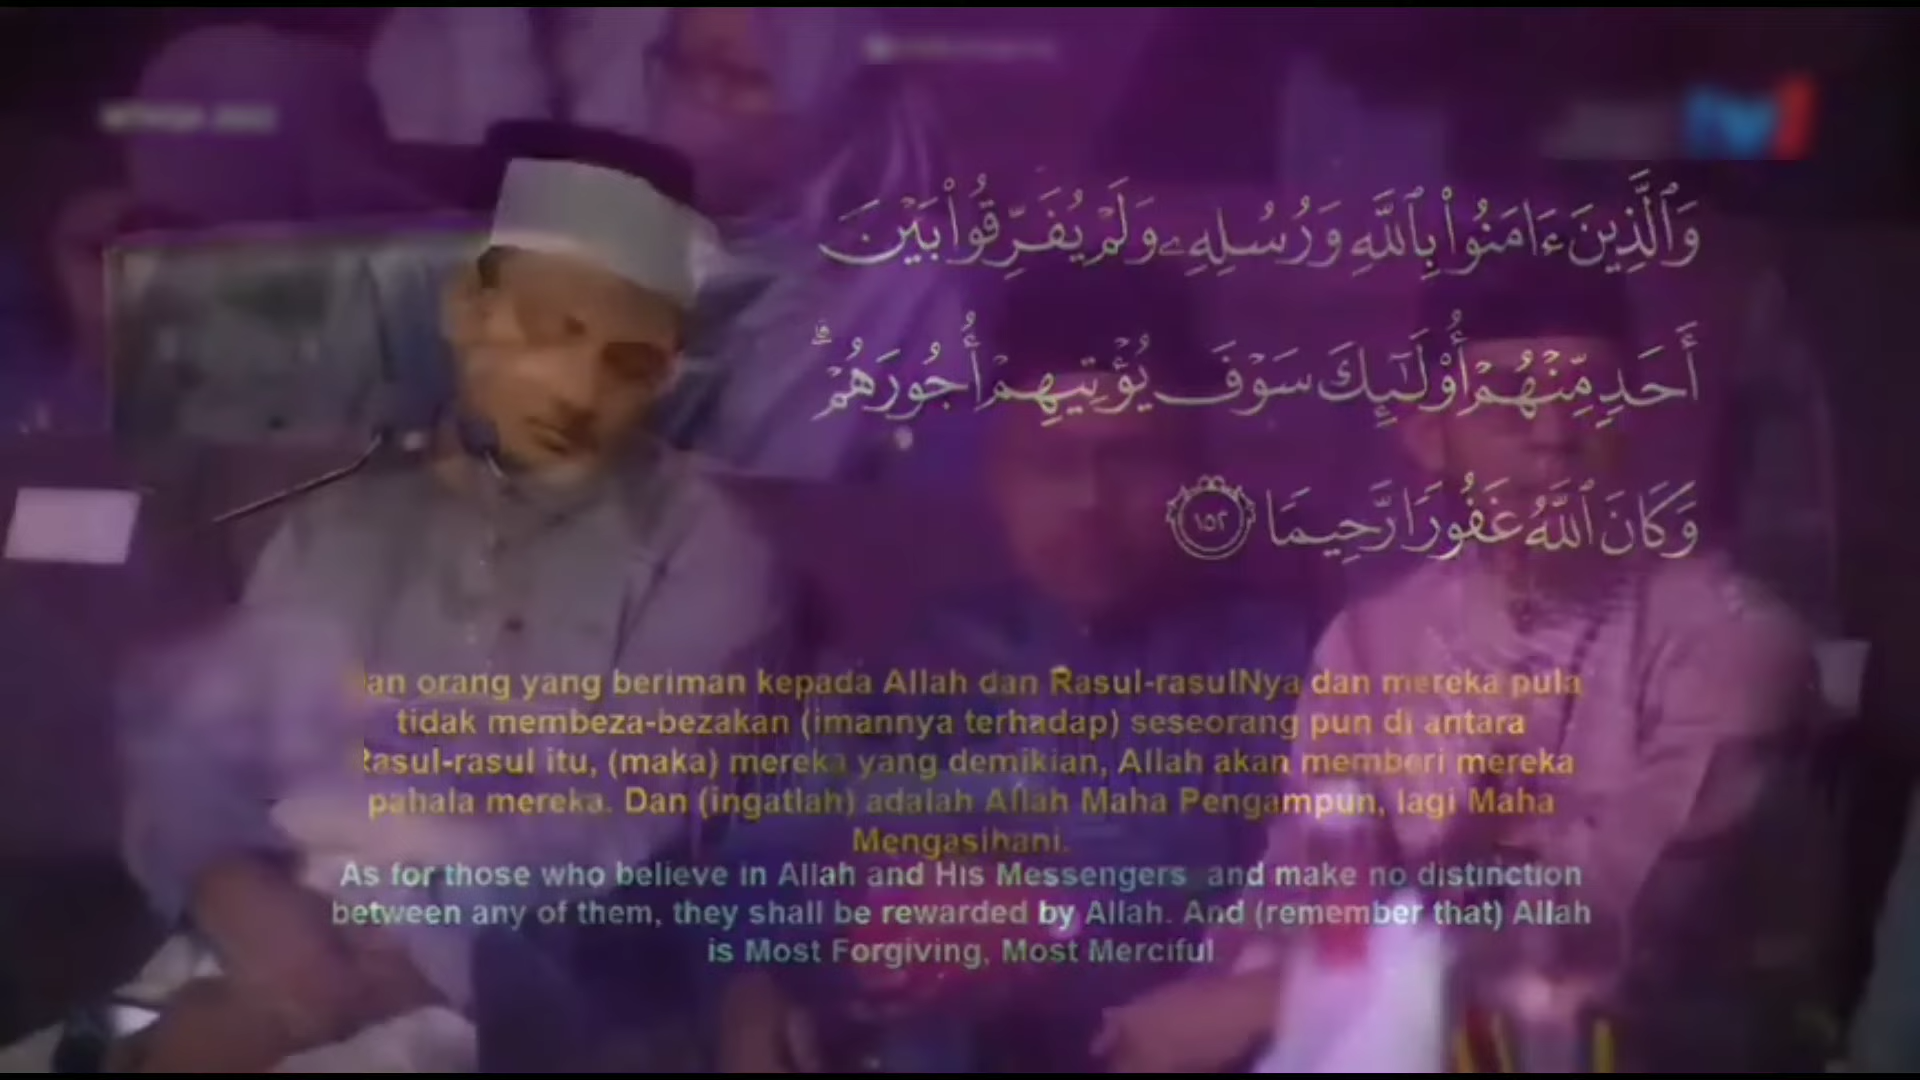 tv1
وَٱلَّذِينَ ءَامَنُوا۟ بِٱللَّهِ وَرُسُلِهِۦ وَلَمْ يُفَرِّقُوا۟ بَيْنَ
أَحَدٍ مِّنْهُمْ أُو۟لَـٰٓئِكَ سَوْفَ يُؤْتِيهِمْ أُجُورَهُمْ ۗ
وَكَانَ ٱللَّهُ غَفُورًا رَّحِيمًا ١٥٢
an orang yang beriman kepada Allah dan Rasul-rasulNya dan mereka pula
tidak membeza-bezakan (imannya terhadap) seseorang pun di antara
Rasul-rasul itu, (maka) mereka yang demikian, Allah akan memberi mereka
pahala mereka. Dan (ingatlah) adalah Allah Maha Pengampun, lagi Maha
Mengasihani.
As for those who believe in Allah and His Messengers and make no distinction
between any of them, they shall be rewarded by Allah. And (remember that) Allah
is Most Forgiving, Most Merciful